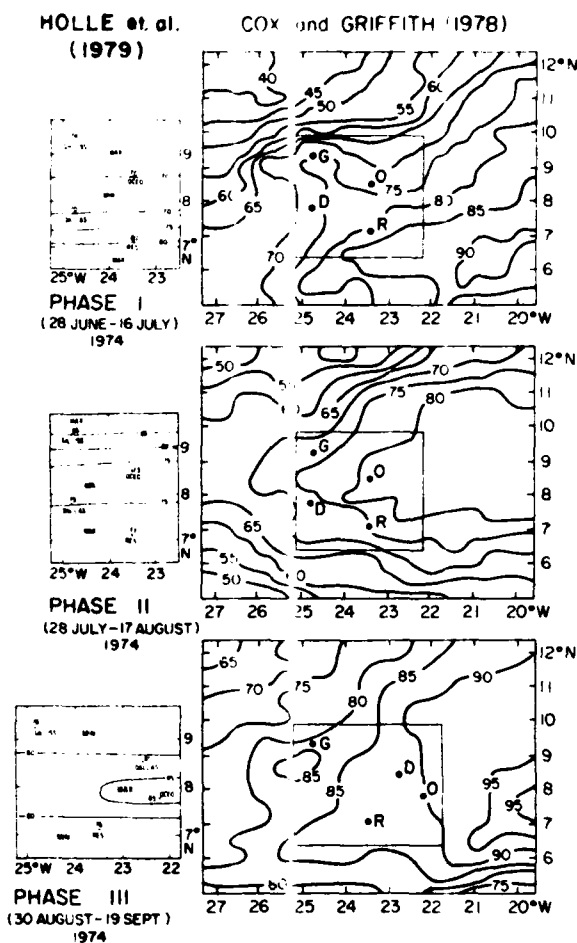 HOLLE et. al.
(1979)
COX and GRIFFITH (1978)
12°N
11
10
9
8
7
6
40
45
50
55
60
60
65
70
75
80
85
90
G
O
D
R
9
8
7°
N
25°W 24 23
27 26 25 24 23 22 21 20°W
PHASE I
(28 JUNE-16 JULY)
1974
12°N
11
10
9
8
7
6
50
50
65
70
75
80
65
55
50
G
O
D
R
9
8
7°
N
25°W 24 23
27 26 25 24 23 22 21 20°W
PHASE II
(28 JULY-17 AUGUST)
1974
12°N
11
10
9
8
7
6
65
70
75
80
85
90
85
95
95
90
75
80
G
D
O
R
9
8
7°
N
25°W 24 23 22
27 26 25 24 23 22 21 20°W
PHASE III
(30 AUGUST-19 SEPT.)
1974